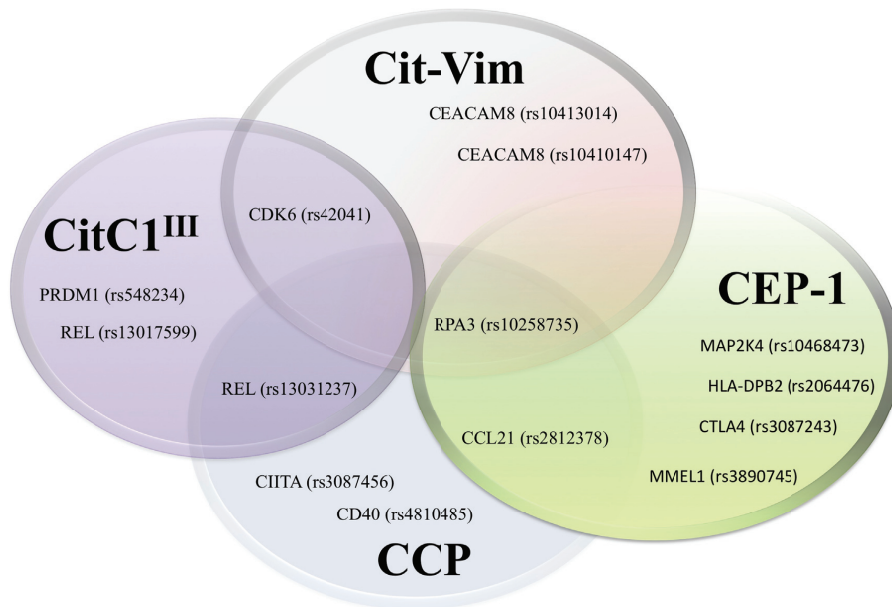 Cit-Vim
CEACAM8 (rs10413014)
CEACAM8 (rs10410147)
CDK6 (rs42041)
CitC1III
PRDM1 (rs548234)
REL (rs13017599)
CEP-1
RPA3 (rs10258735)
MAP2K4 (rs10468473)
HLA-DPB2 (rs2064476)
REL (rs13031237)
CTLA4 (rs3087243)
CCL21 (rs2812378)
MMEL1 (rs3890745)
CIITA (rs3087456)
CD40 (rs4810485)
CCP